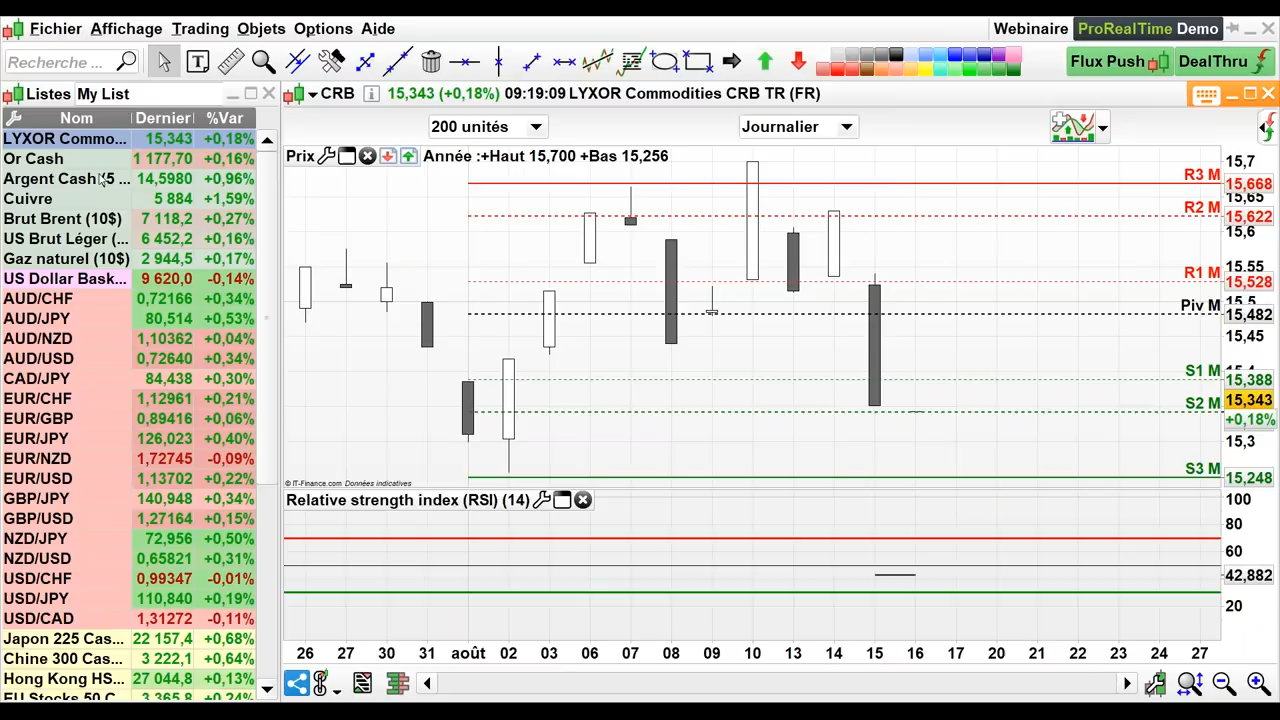 Fichier Affichage Trading Objets Options Aide Webinaire ProRealTime Demo
Recherche ... Flux Push DealThru
Listes My List CRB 15,343 (+0,18%) 09:19:09 LYXOR Commodities CRB TR (FR)
Nom Dernier %Var
200 unités Journalier
Prix Année :+Haut 15,700 +Bas 15,256
LYXOR Commo... 15,343 +0,18%
Or Cash 1 177,70 +0,16%
Argent Cash 14,5980 +0,96%
Cuivre 5 884 +1,59%
Brut Brent (10$) 7 118,2 +0,27%
US Brut Léger (... 6 452,2 +0,16%
Gaz naturel (10$) 2 944,5 +0,17%
US Dollar Bask... 9 620,0 -0,14%
AUD/CHF 0,72166 +0,34%
AUD/JPY 80,514 +0,53%
AUD/NZD 1,10362 +0,04%
AUD/USD 0,72640 +0,34%
CAD/JPY 84,438 +0,30%
EUR/CHF 1,12961 +0,21%
EUR/GBP 0,89416 +0,06%
EUR/JPY 126,023 +0,40%
EUR/NZD 1,72745 -0,09%
EUR/USD 1,13702 +0,22%
GBP/JPY 140,948 +0,34%
GBP/USD 1,27164 +0,15%
NZD/JPY 72,956 +0,50%
NZD/USD 0,65821 +0,31%
USD/CHF 0,99347 -0,01%
USD/JPY 110,840 +0,19%
USD/CAD 1,31272 -0,11%
Japon 225 Cas... 22 157,4 +0,68%
Chine 300 Cas... 3 222,1 +0,64%
Hong Kong HS... 27 044,8 +0,13%
EU Stocks 50 C... 3 365,8 +0,24%
15,7
R3 M 15,668
15,65
R2 M 15,622
15,6
15,55
R1 M 15,528
15,5
Piv M 15,482
15,45
S1 M 15,388
15,343
S2 M +0,18%
15,3
S3 M 15,248
© IT-Finance.com Données indicatives
Relative strength index (RSI) (14)
100
80
60
42,882
20
26 27 30 31 août 02 03 06 07 08 09 10 13 14 15 16 17 20 21 22 23 24 27